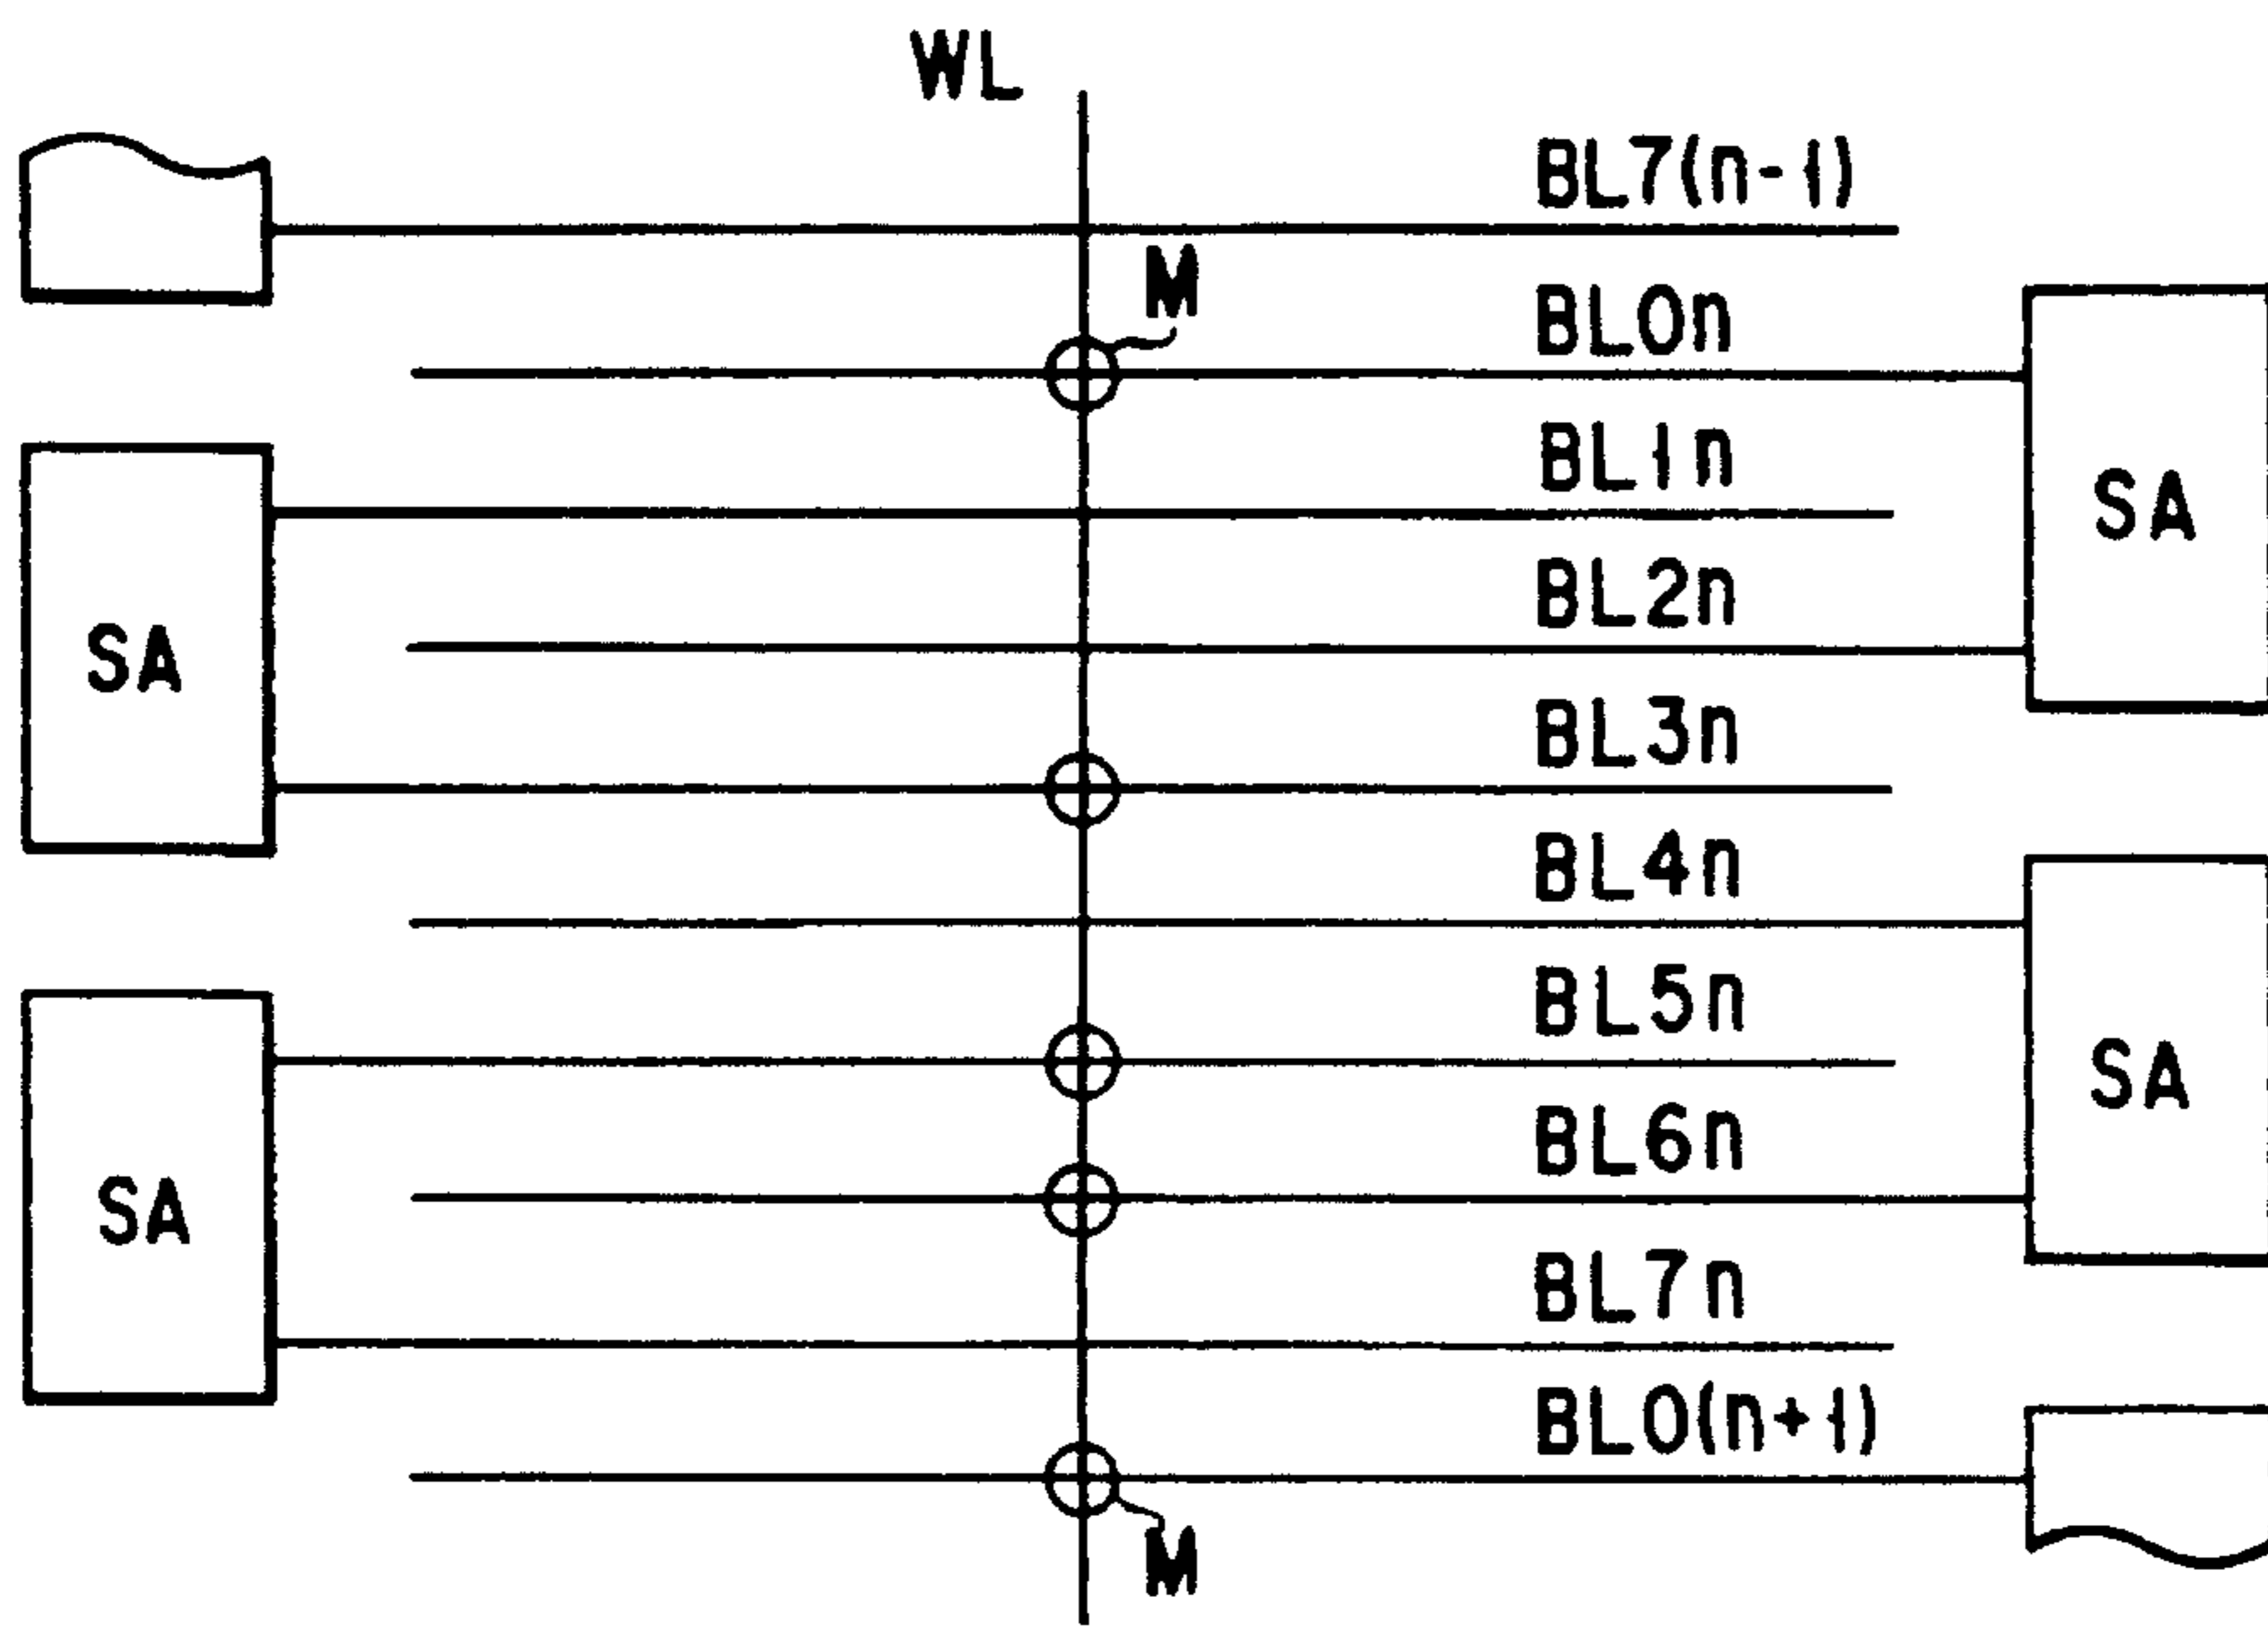 WL
BL7(n-1)
M
BL0n
BL1n
SA
BL2n
SA
BL3n
BL4n
BL5n
SA
BL6n
SA
BL7n
BL0(n+1)
M